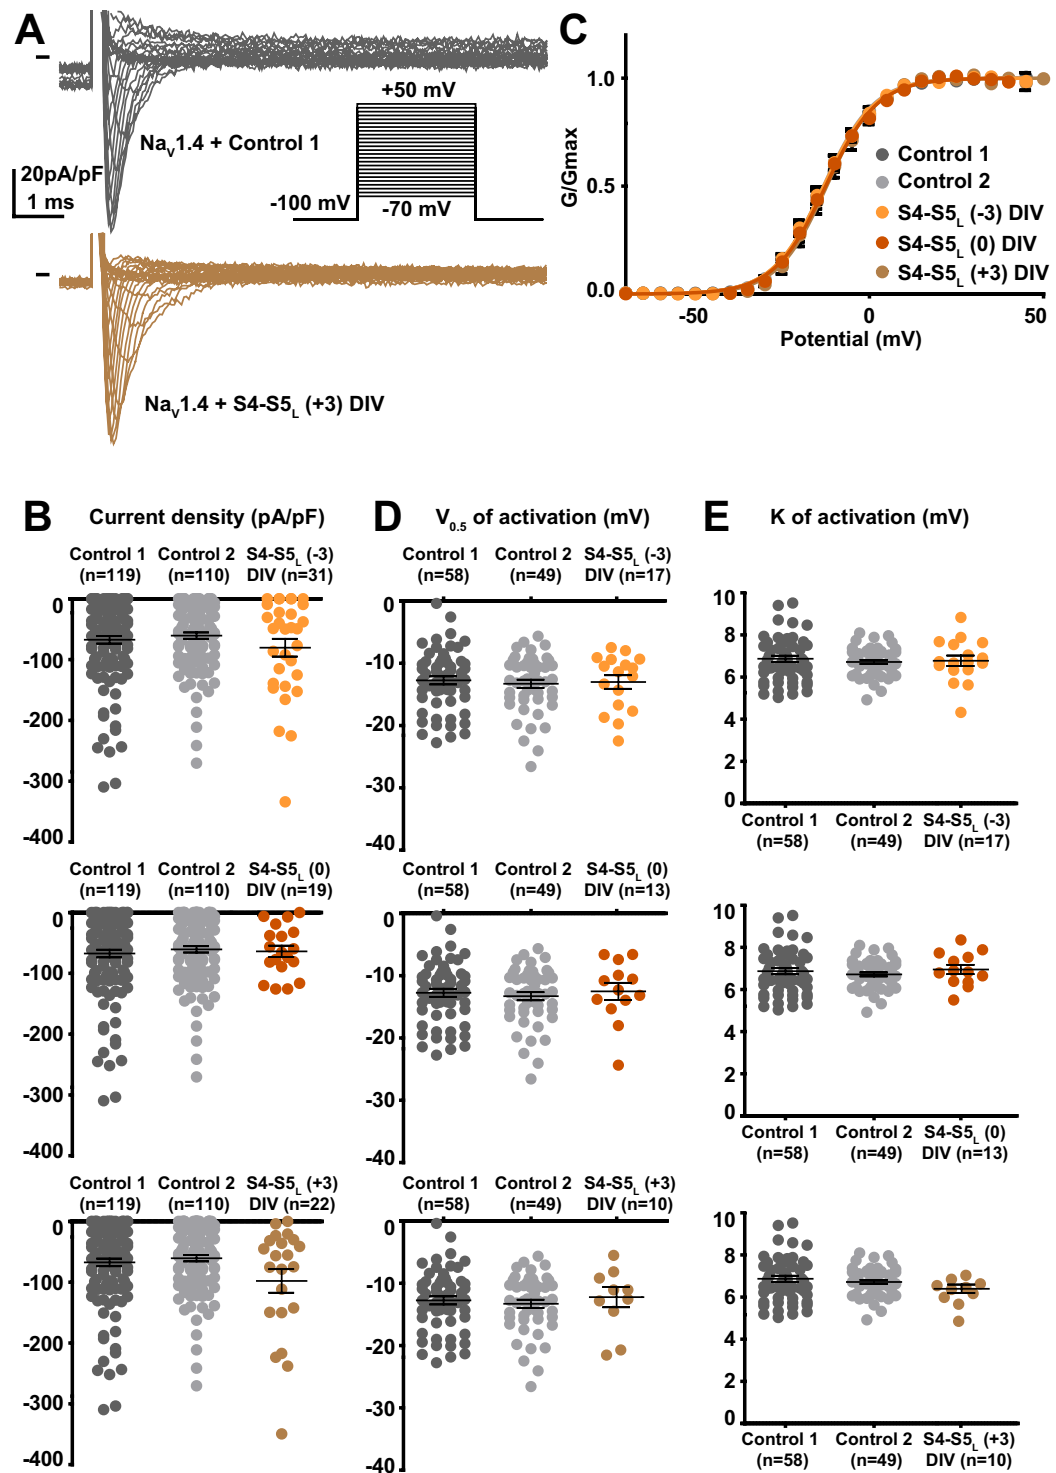 A
NaV1.4 + Control 1
20pA/pF
1 ms
+50 mV
-100 mV
-70 mV
NaV1.4 + S4-S5L (+3) DIV
C
G/Gmax
1.0
0.5
0.0
-50
0
50
Potential (mV)
Control 1
Control 2
S4-S5L (-3) DIV
S4-S5L (0) DIV
S4-S5L (+3) DIV
B
Current density (pA/pF)
Control 1 Control 2 S4-S5L (-3)
(n=119) (n=110) DIV (n=31)
0
-100
-200
-300
-400
Control 1 Control 2 S4-S5L (0)
(n=119) (n=110) DIV (n=19)
0
-100
-200
-300
-400
Control 1 Control 2 S4-S5L (+3)
(n=119) (n=110) DIV (n=22)
0
-100
-200
-300
-400
D
V0.5 of activation (mV)
Control 1 Control 2 S4-S5L (-3)
(n=58) (n=49) DIV (n=17)
0
-10
-20
-30
-40
Control 1 Control 2 S4-S5L (0)
(n=58) (n=49) DIV (n=13)
0
-10
-20
-30
-40
Control 1 Control 2 S4-S5L (+3)
(n=58) (n=49) DIV (n=10)
0
-10
-20
-30
-40
E
K of activation (mV)
10
8
6
4
2
0
Control 1 Control 2 S4-S5L (-3)
(n=58) (n=49) DIV (n=17)
10
8
6
4
2
0
Control 1 Control 2 S4-S5L (0)
(n=58) (n=49) DIV (n=13)
10
8
6
4
2
0
Control 1 Control 2 S4-S5L (+3)
(n=58) (n=49) DIV (n=10)